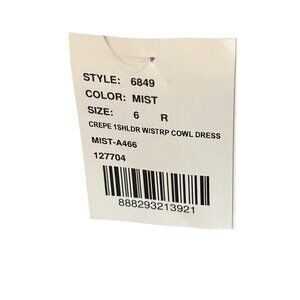 STYLE: 6849
COLOR: MIST
SIZE: 6 R
CREPE 1SHLDR W/STRP COWL DRESS
MIST-A466
127704
888293213921